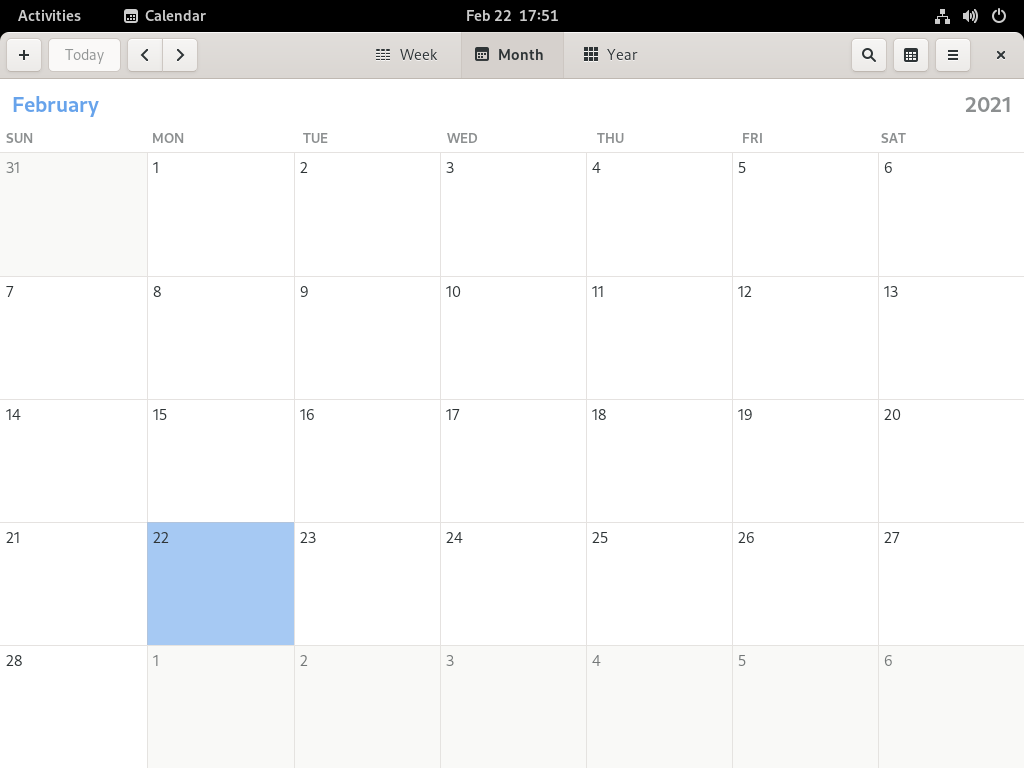 Activities Calendar Feb 22 17:51
Today Week Month Year
February 2021
SUN MON TUE WED THU FRI SAT
31 1 2 3 4 5 6
7 8 9 10 11 12 13
14 15 16 17 18 19 20
21 22 23 24 25 26 27
28 1 2 3 4 5 6